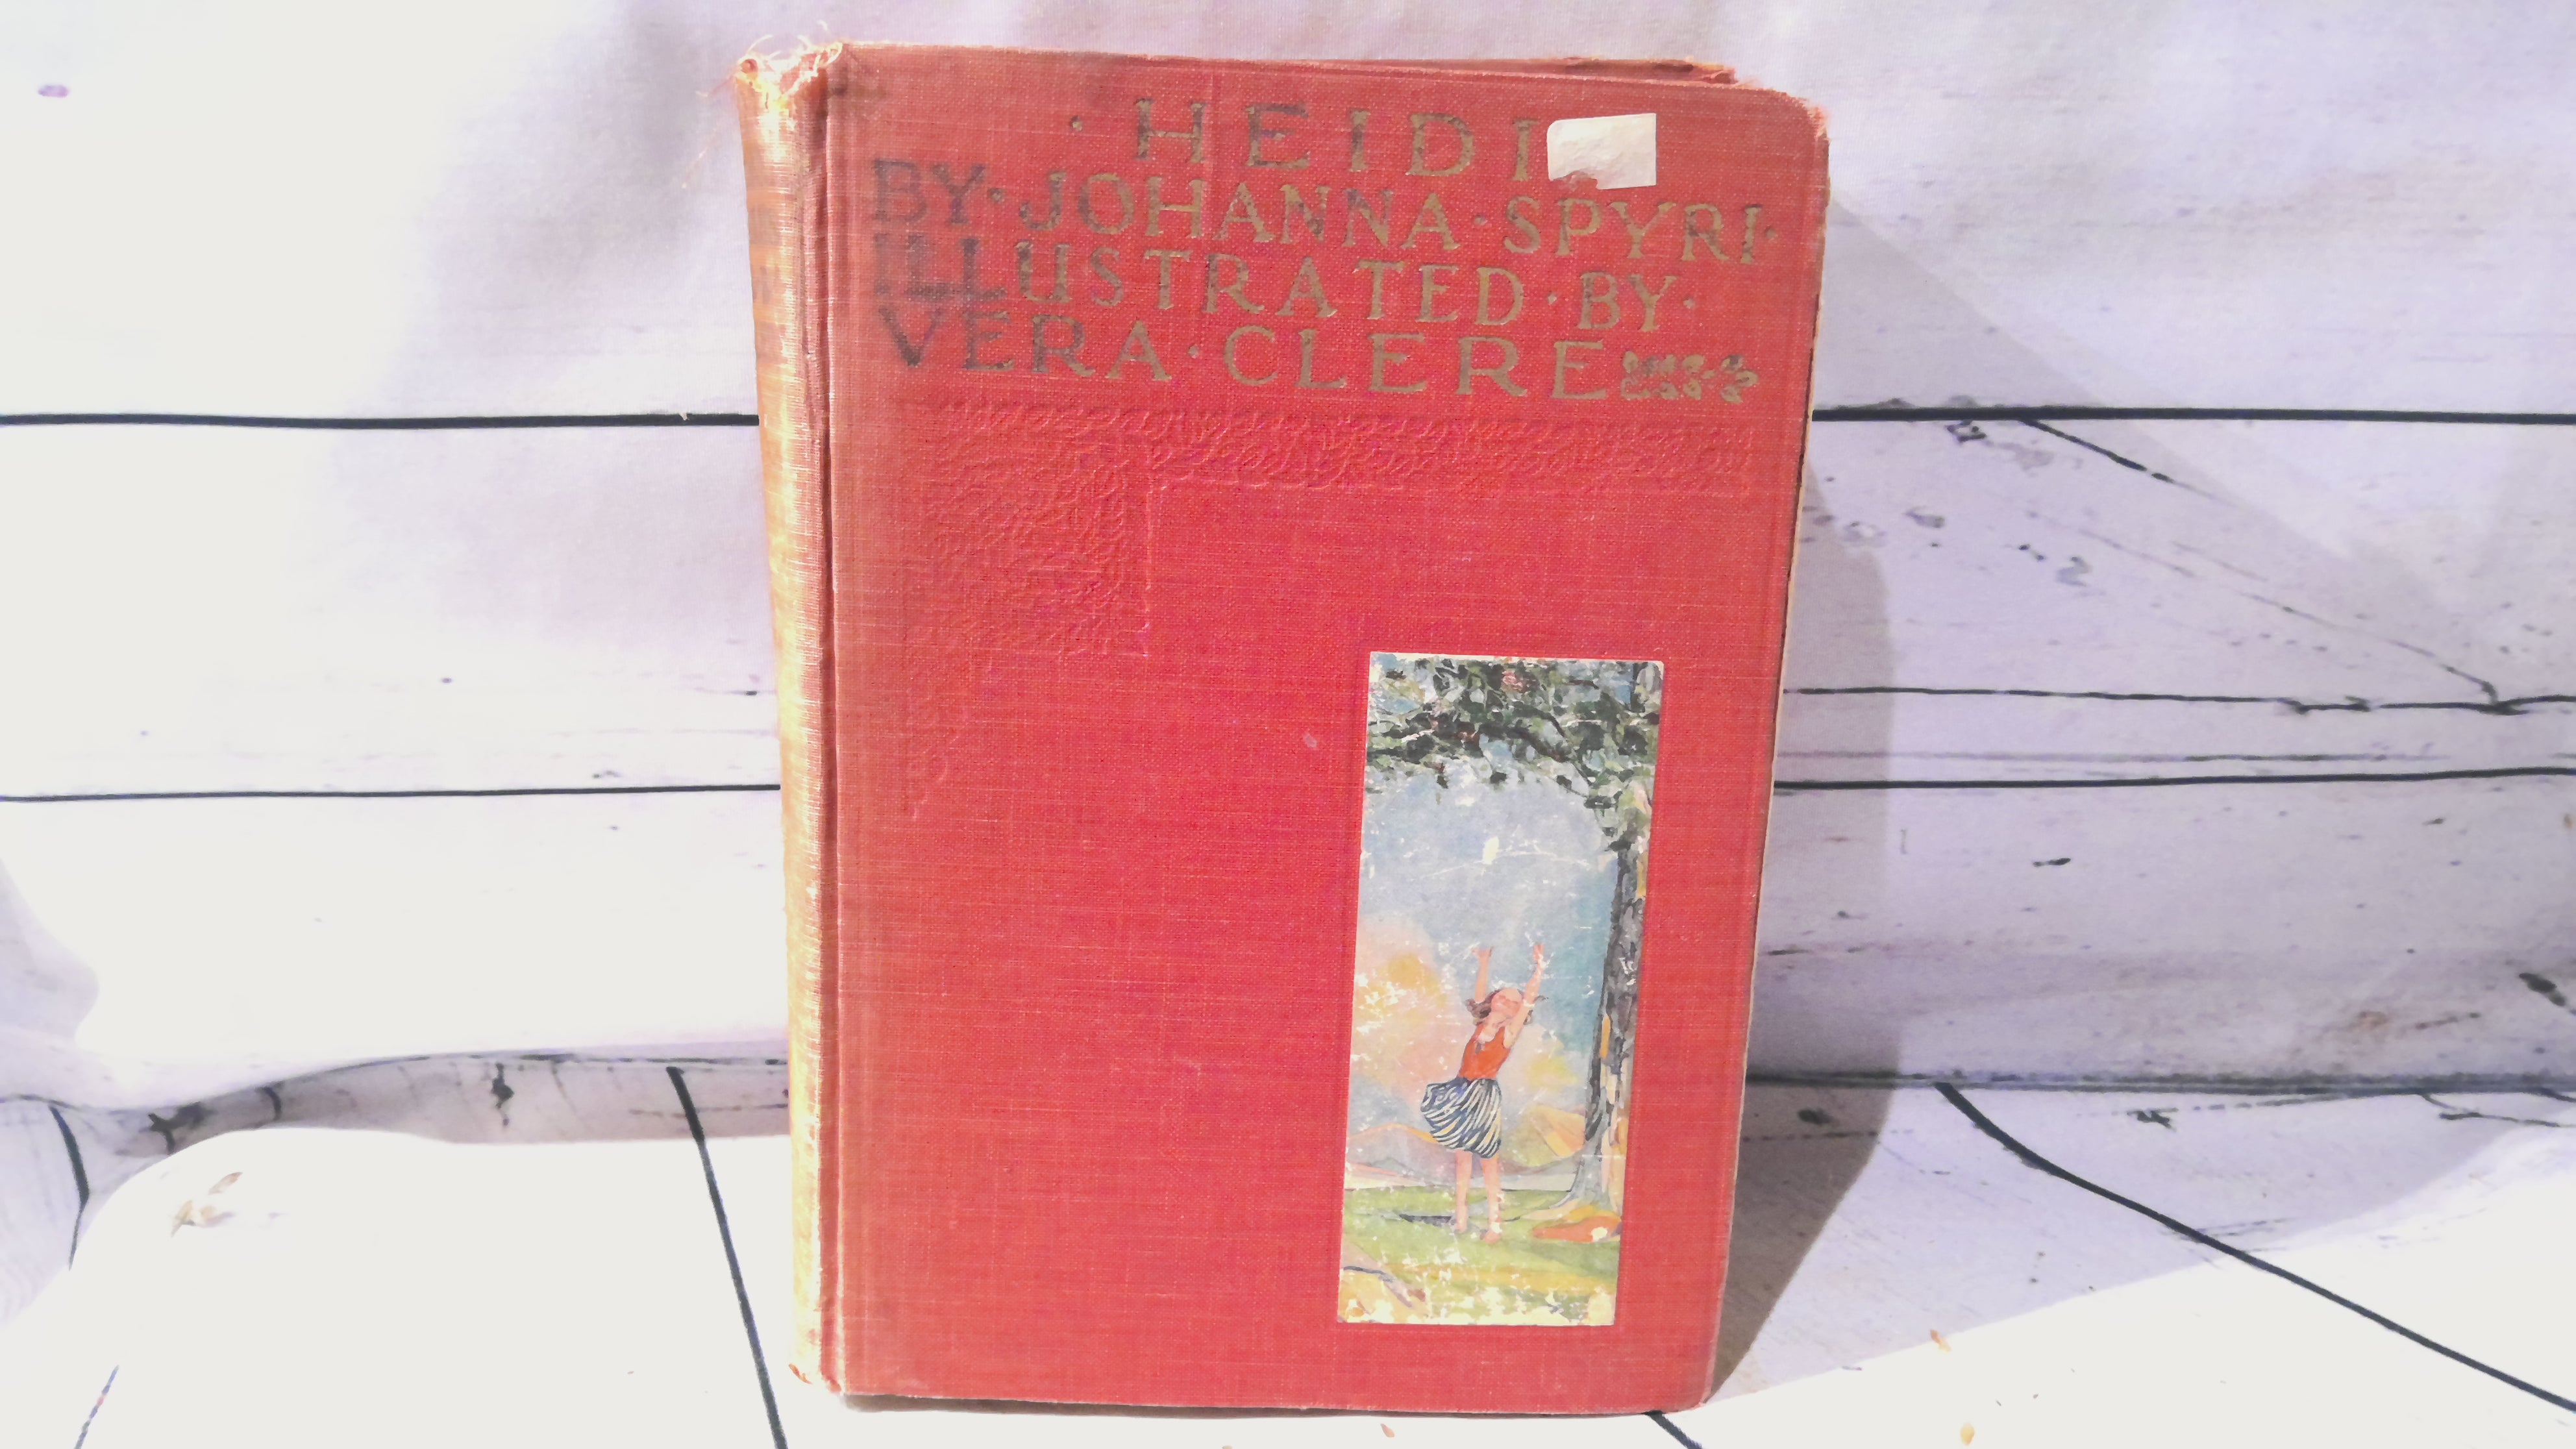 · HEIDI
BY · JOHANNA · SPYRI ·
ILLUSTRATED · BY ·
VERA · CLERE